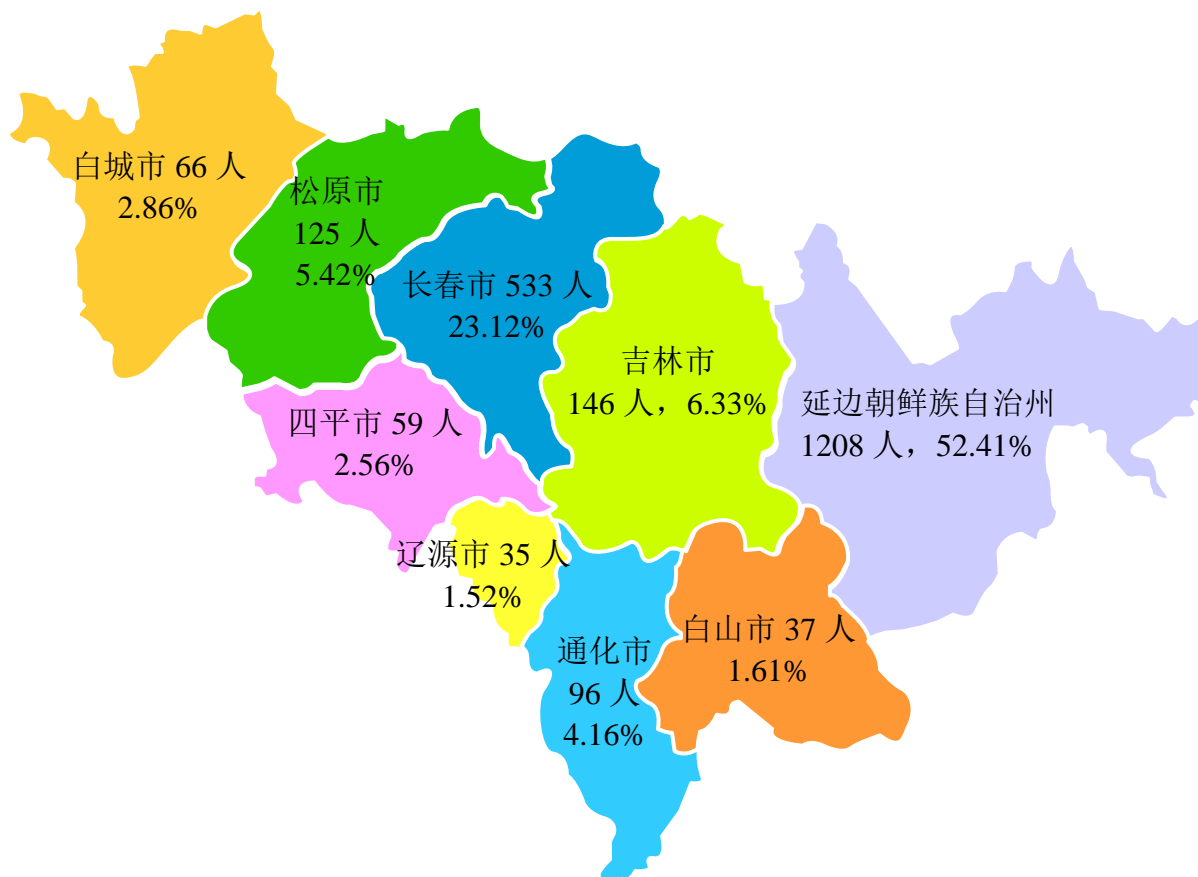 白城市 66 人
2.86%
松原市
125 人
5.42%
长春市 533 人
23.12%
吉林市
146 人，6.33%
延边朝鲜族自治州
1208 人，52.41%
四平市 59 人
2.56%
辽源市 35 人
1.52%
通化市
96 人
4.16%
白山市 37 人
1.61%